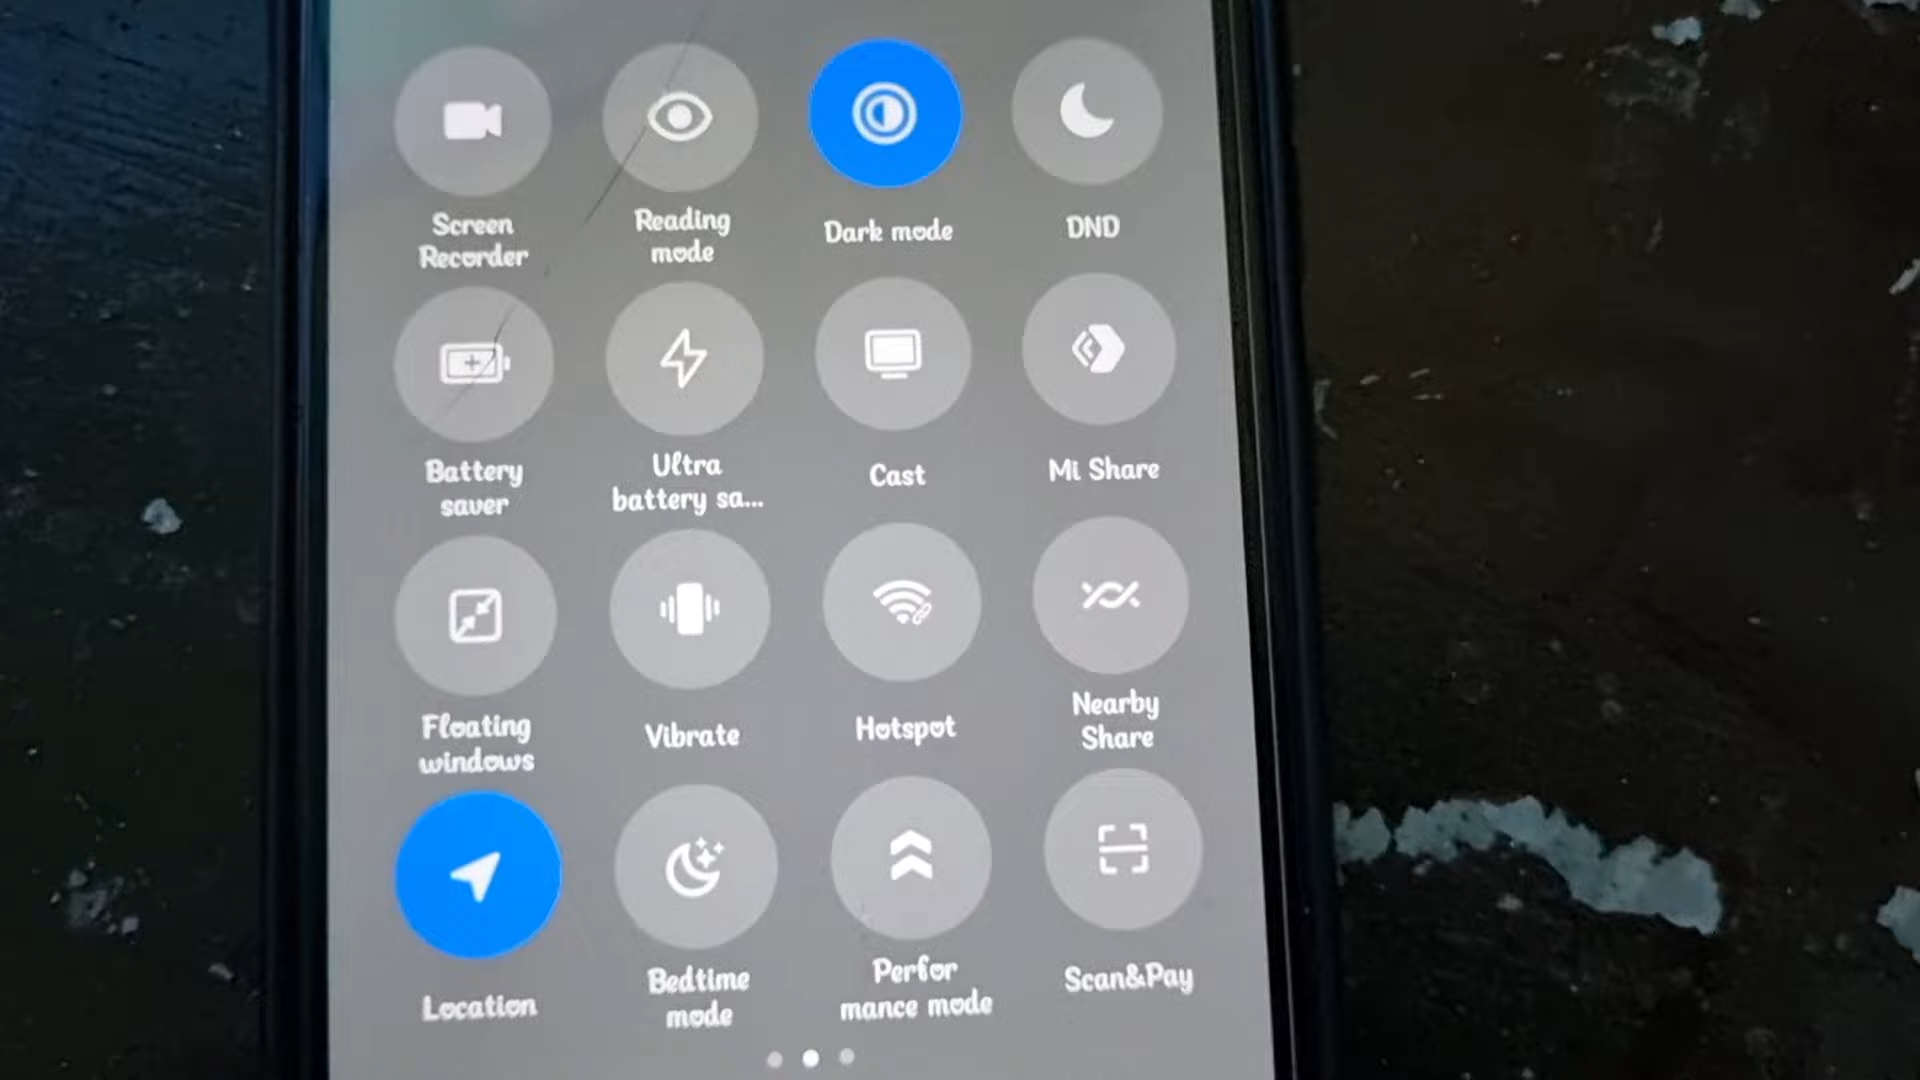 Screen
Recorder
Reading
mode
Dark mode
DND
Battery
saver
Ultra
battery sa...
Cast
Mi Share
Floating
windows
Vibrate
Hotspot
Nearby
Share
Location
Bedtime
mode
Perfor
mance mode
Scan&Pay